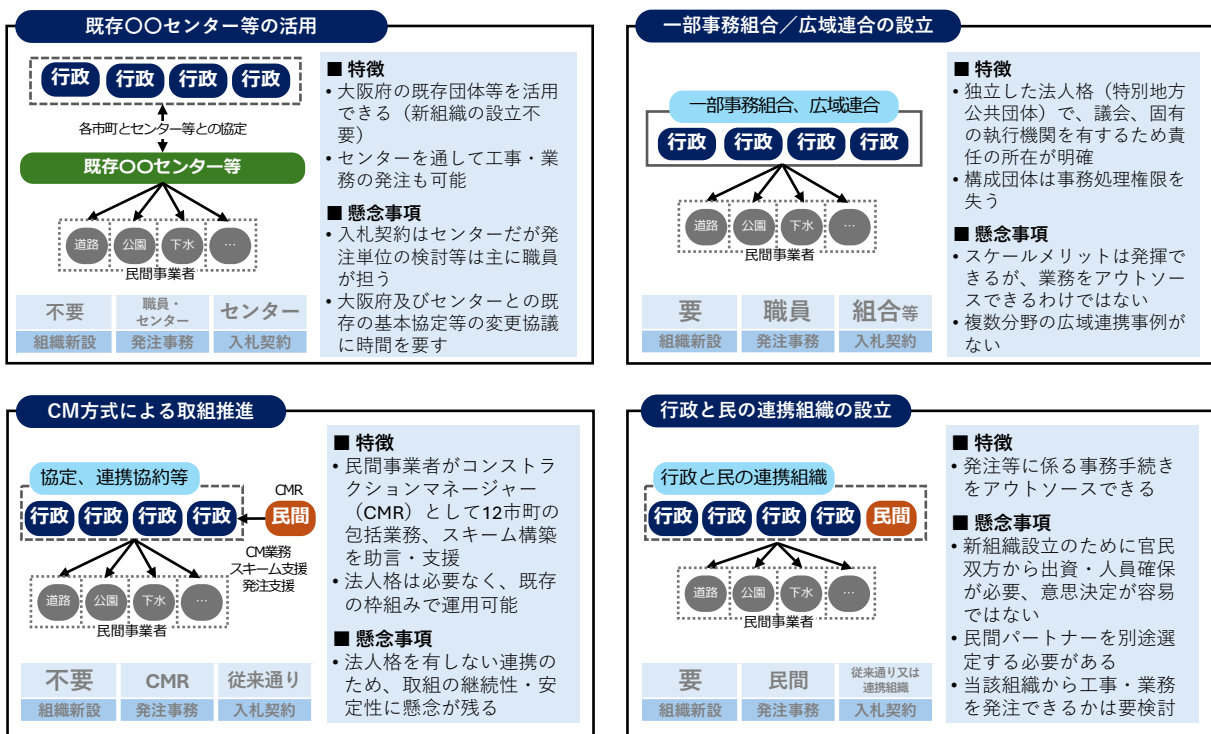 既存〇〇センター等の活用
行政 行政 行政 行政
各市町とセンター等との協定
既存〇〇センター等
道路 公園 下水 …
民間事業者
不要 職員・センター センター
組織新設 発注事務 入札契約
■ 特徴
• 大阪府の既存団体等を活用
できる（新組織の設立不
要）
• センターを通して工事・業
務の発注も可能
■ 懸念事項
• 入札契約はセンターだが発
注単位の検討等は主に職員
が担う
• 大阪府及びセンターとの既
存の基本協定等の変更協議
に時間を要す
一部事務組合／広域連合の設立
一部事務組合、広域連合
行政 行政 行政 行政
道路 公園 下水 …
民間事業者
要 職員 組合等
組織新設 発注事務 入札契約
■ 特徴
• 独立した法人格（特別地方
公共団体）で、議会、固有
の執行機関を有するため責
任の所在が明確
• 構成団体は事務処理権限を
失う
■ 懸念事項
• スケールメリットは発揮で
きるが、業務をアウトソー
スできるわけではない
• 複数分野の広域連携事例が
ない
CM方式による取組推進
協定、連携協約等
CMR
行政 行政 行政 行政 民間
CM業務
スキーム支援
発注支援
道路 公園 下水 …
民間事業者
不要 CMR 従来通り
組織新設 発注事務 入札契約
■ 特徴
• 民間事業者がコンストラ
クションマネージャー
（CMR）として12市町の
包括業務、スキーム構築
を助言・支援
• 法人格は必要なく、既存
の枠組みで運用可能
■ 懸念事項
• 法人格を有しない連携の
ため、取組の継続性・安
定性に懸念が残る
行政と民の連携組織の設立
行政と民の連携組織
行政 行政 行政 行政 民間
道路 公園 下水 …
民間事業者
要 民間 従来通り又は連携組織
組織新設 発注事務 入札契約
■ 特徴
• 発注等に係る事務手続き
をアウトソースできる
■ 懸念事項
• 新組織設立のために官民
双方から出資・人員確保
が必要、意思決定が容易
ではない
• 民間パートナーを別途選
定する必要がある
• 当該組織から工事・業務
を発注できるかは要検討